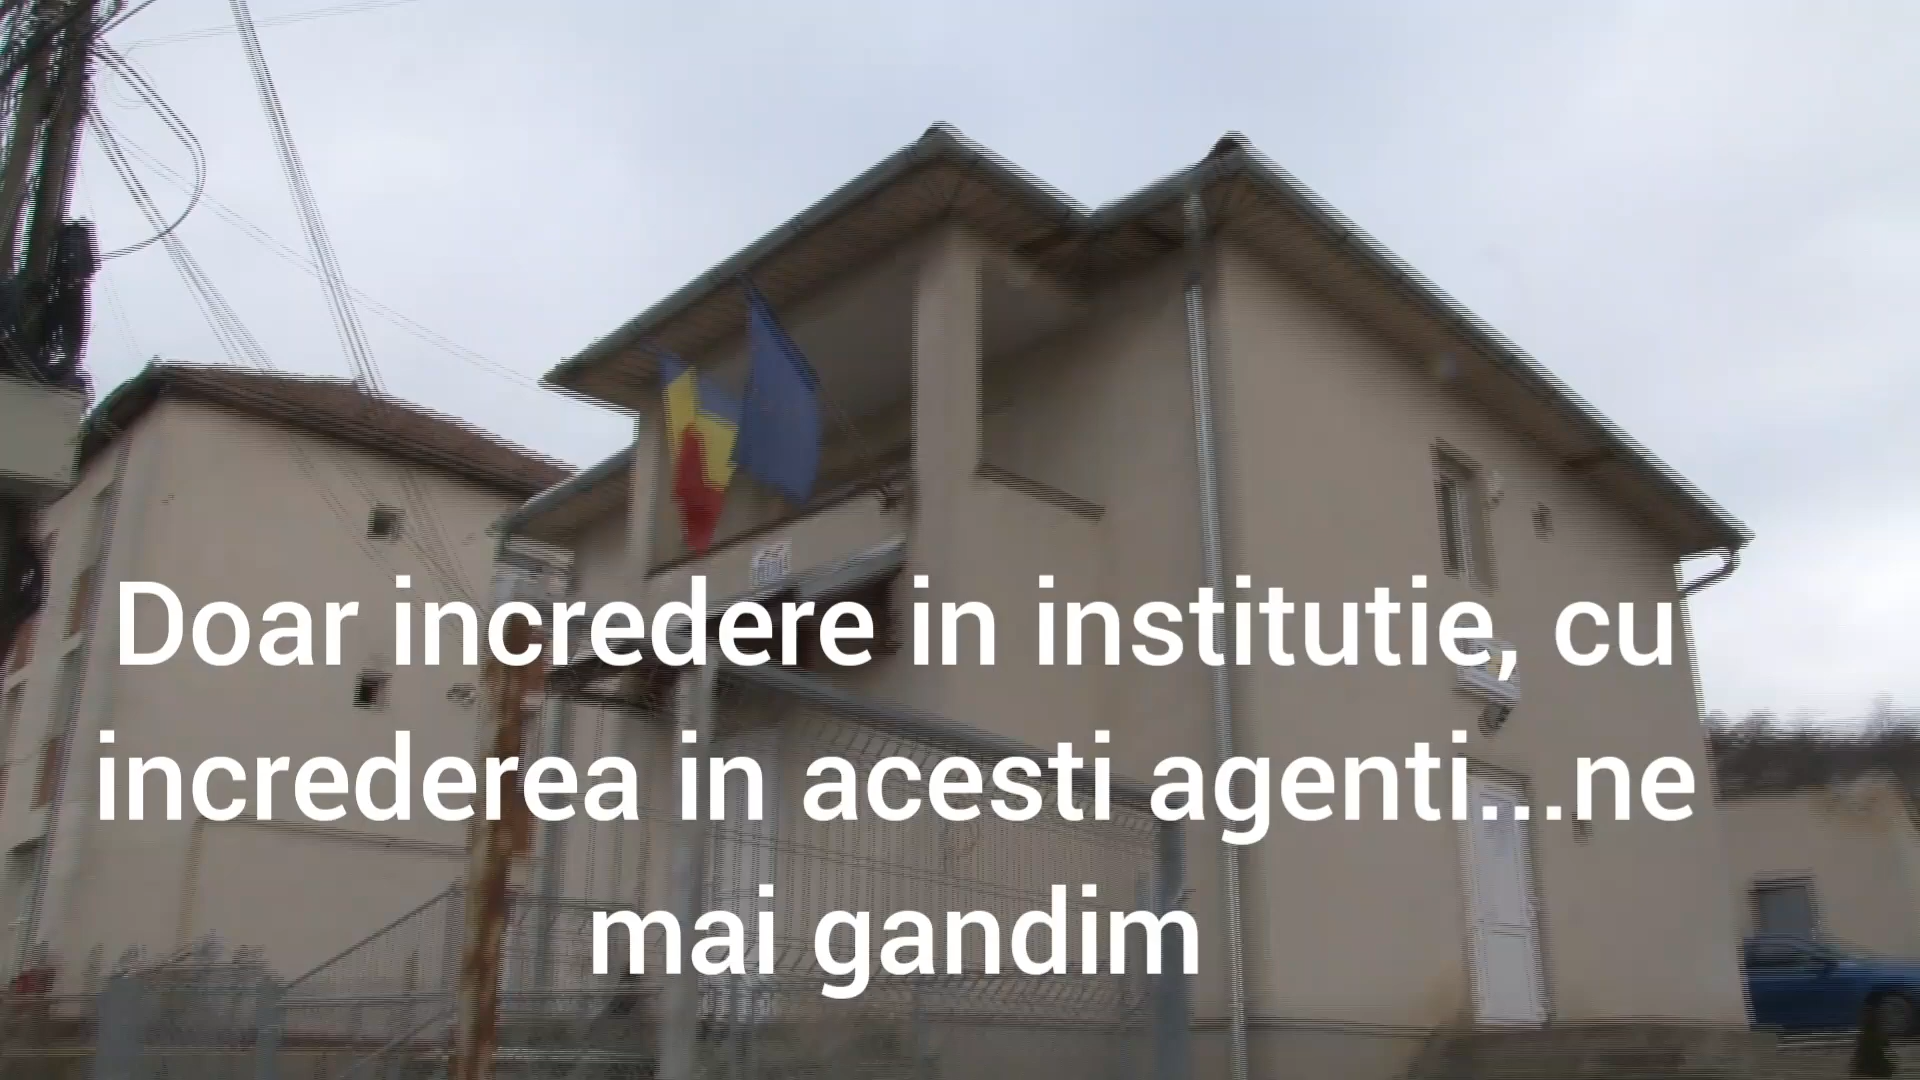 Doar incredere in institutie, cu
increderea in acesti agenti...ne
mai gandim